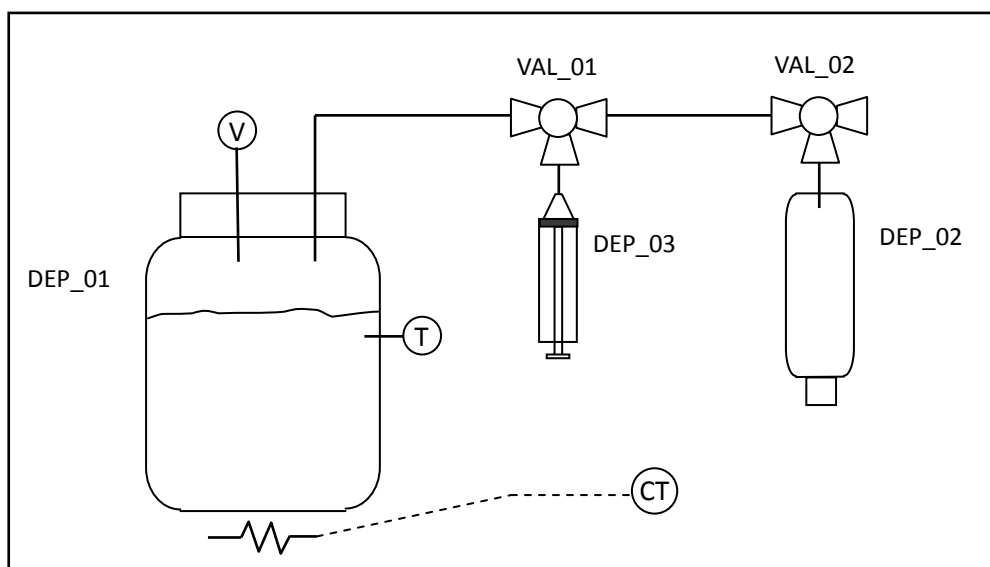 VAL_01
VAL_02
V
DEP_03
DEP_02
DEP_01
T
CT